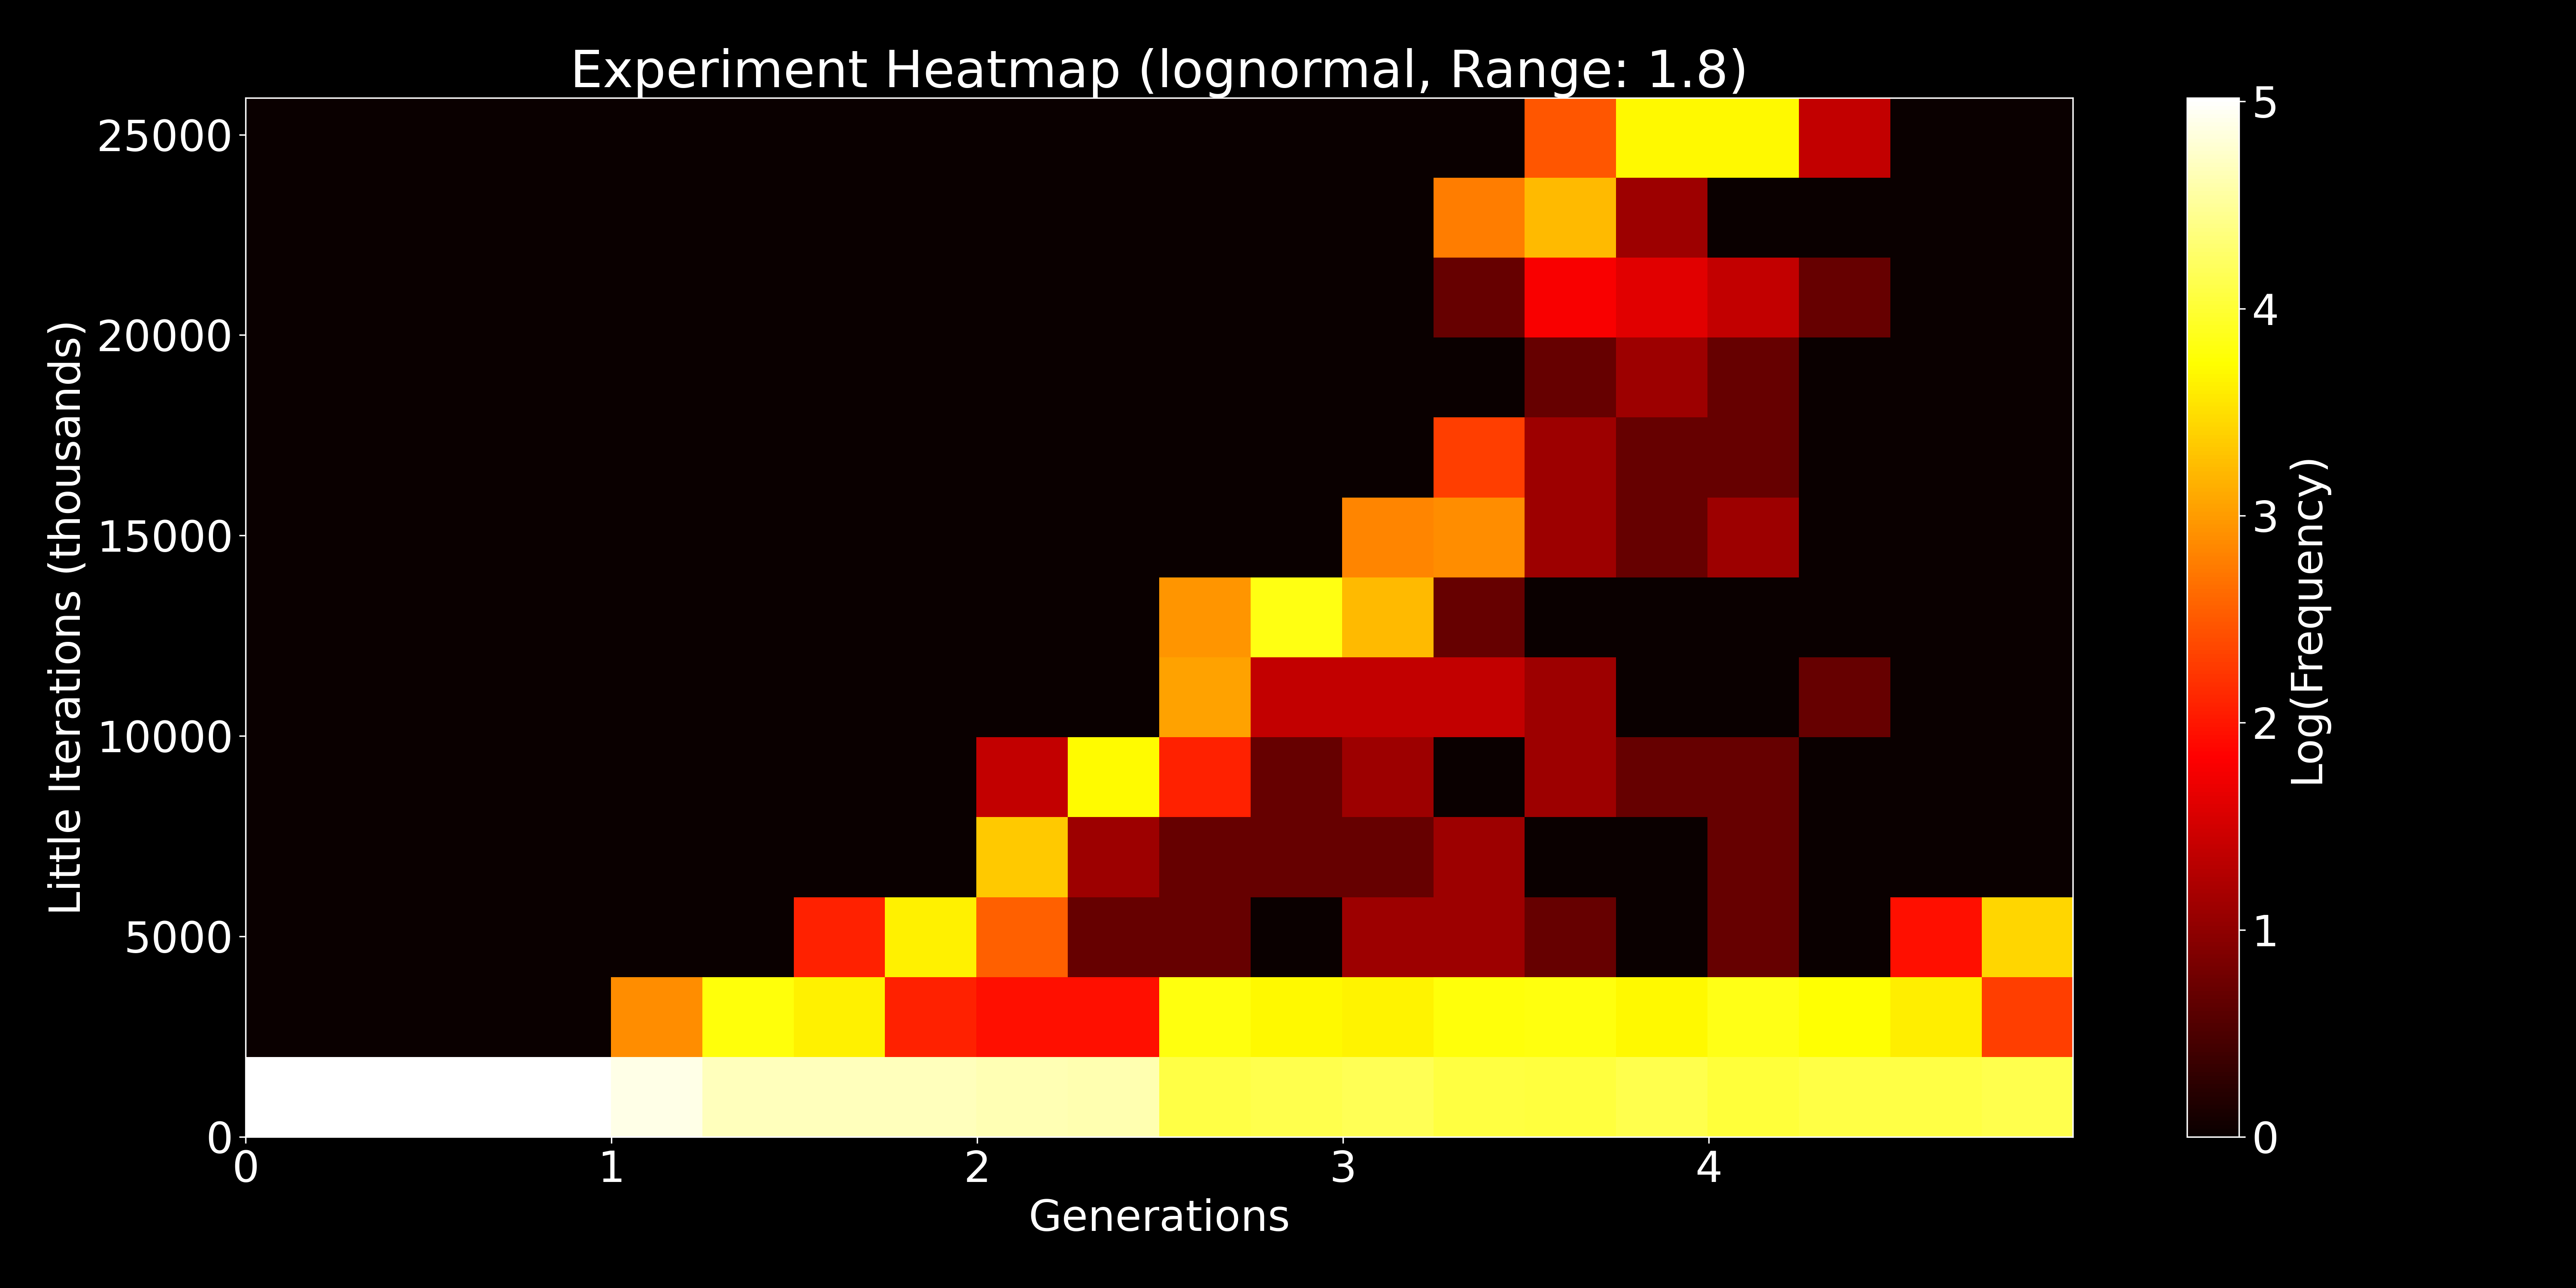 Experiment Heatmap (lognormal, Range: 1.8)
Little Iterations (thousands)
25000
20000
15000
10000
5000
0
0 1 2 3 4
Generations
5
4
3
2
1
0
Log(Frequency)